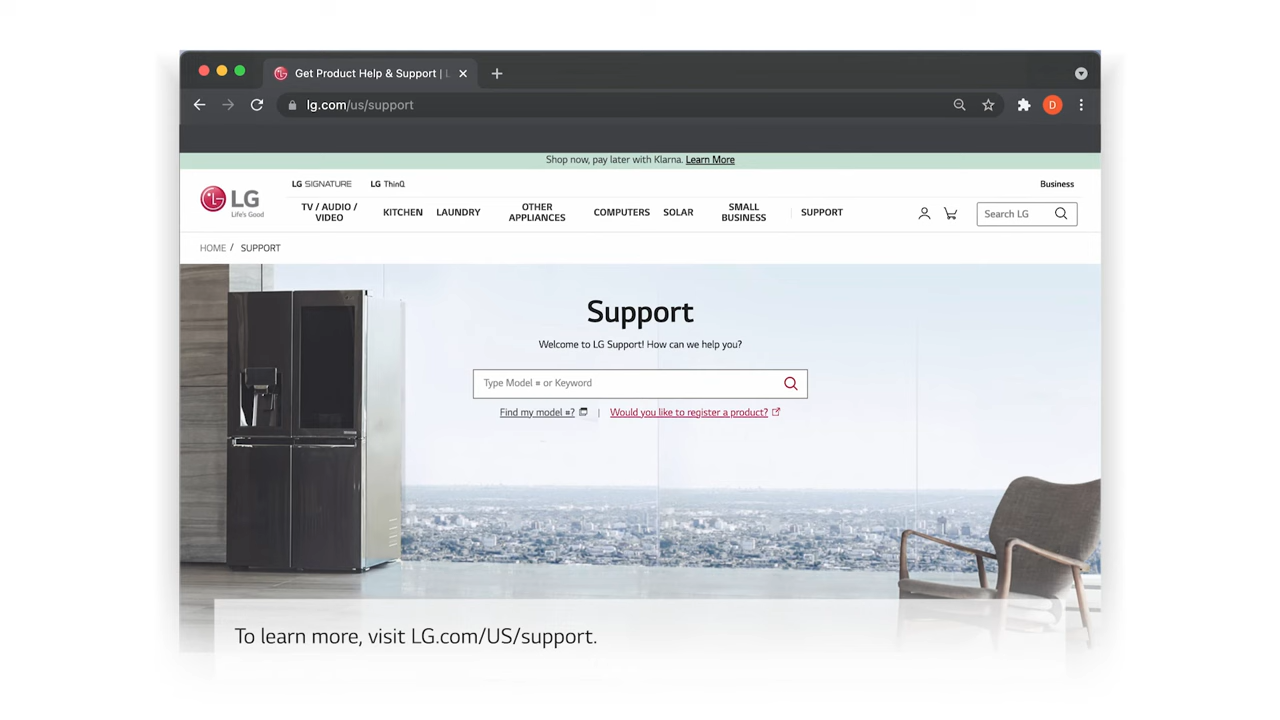 Get Product Help & Support | L
lg.com/us/support
D
Shop now, pay later with Klarna. Learn More
LG SIGNATURE LG ThinQ Business
LG
Life's Good
TV / AUDIO / VIDEO KITCHEN LAUNDRY OTHER APPLIANCES COMPUTERS SOLAR SMALL BUSINESS SUPPORT Search LG
HOME / SUPPORT
Support
Welcome to LG Support! How can we help you?
Type Model # or Keyword
Find my model #? | Would you like to register a product?
To learn more, visit LG.com/US/support.